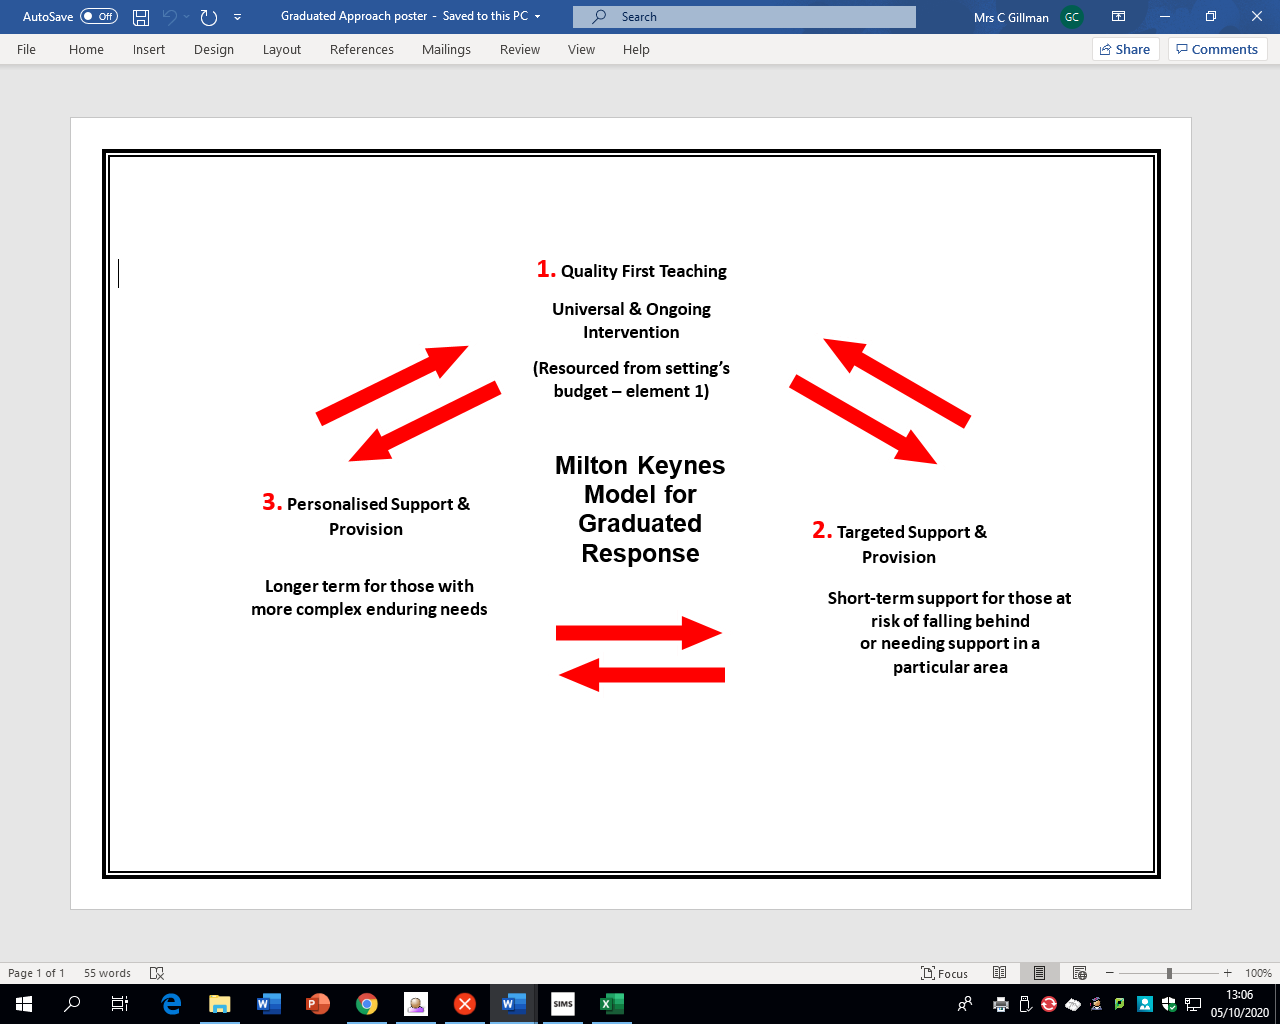 AutoSave Off Graduated Approach poster - Saved to this PC Search Mrs C Gillman GC
File Home Insert Design Layout References Mailings Review View Help Share Comments
1. Quality First Teaching
Universal & Ongoing
Intervention
(Resourced from setting’s
budget – element 1)
Milton Keynes
Model for
Graduated
Response
3. Personalised Support &
Provision
Longer term for those with
more complex enduring needs
2. Targeted Support &
Provision
Short-term support for those at
risk of falling behind
or needing support in a
particular area
Page 1 of 1 55 words Focus 100%
SIMS
13:06
05/10/2020